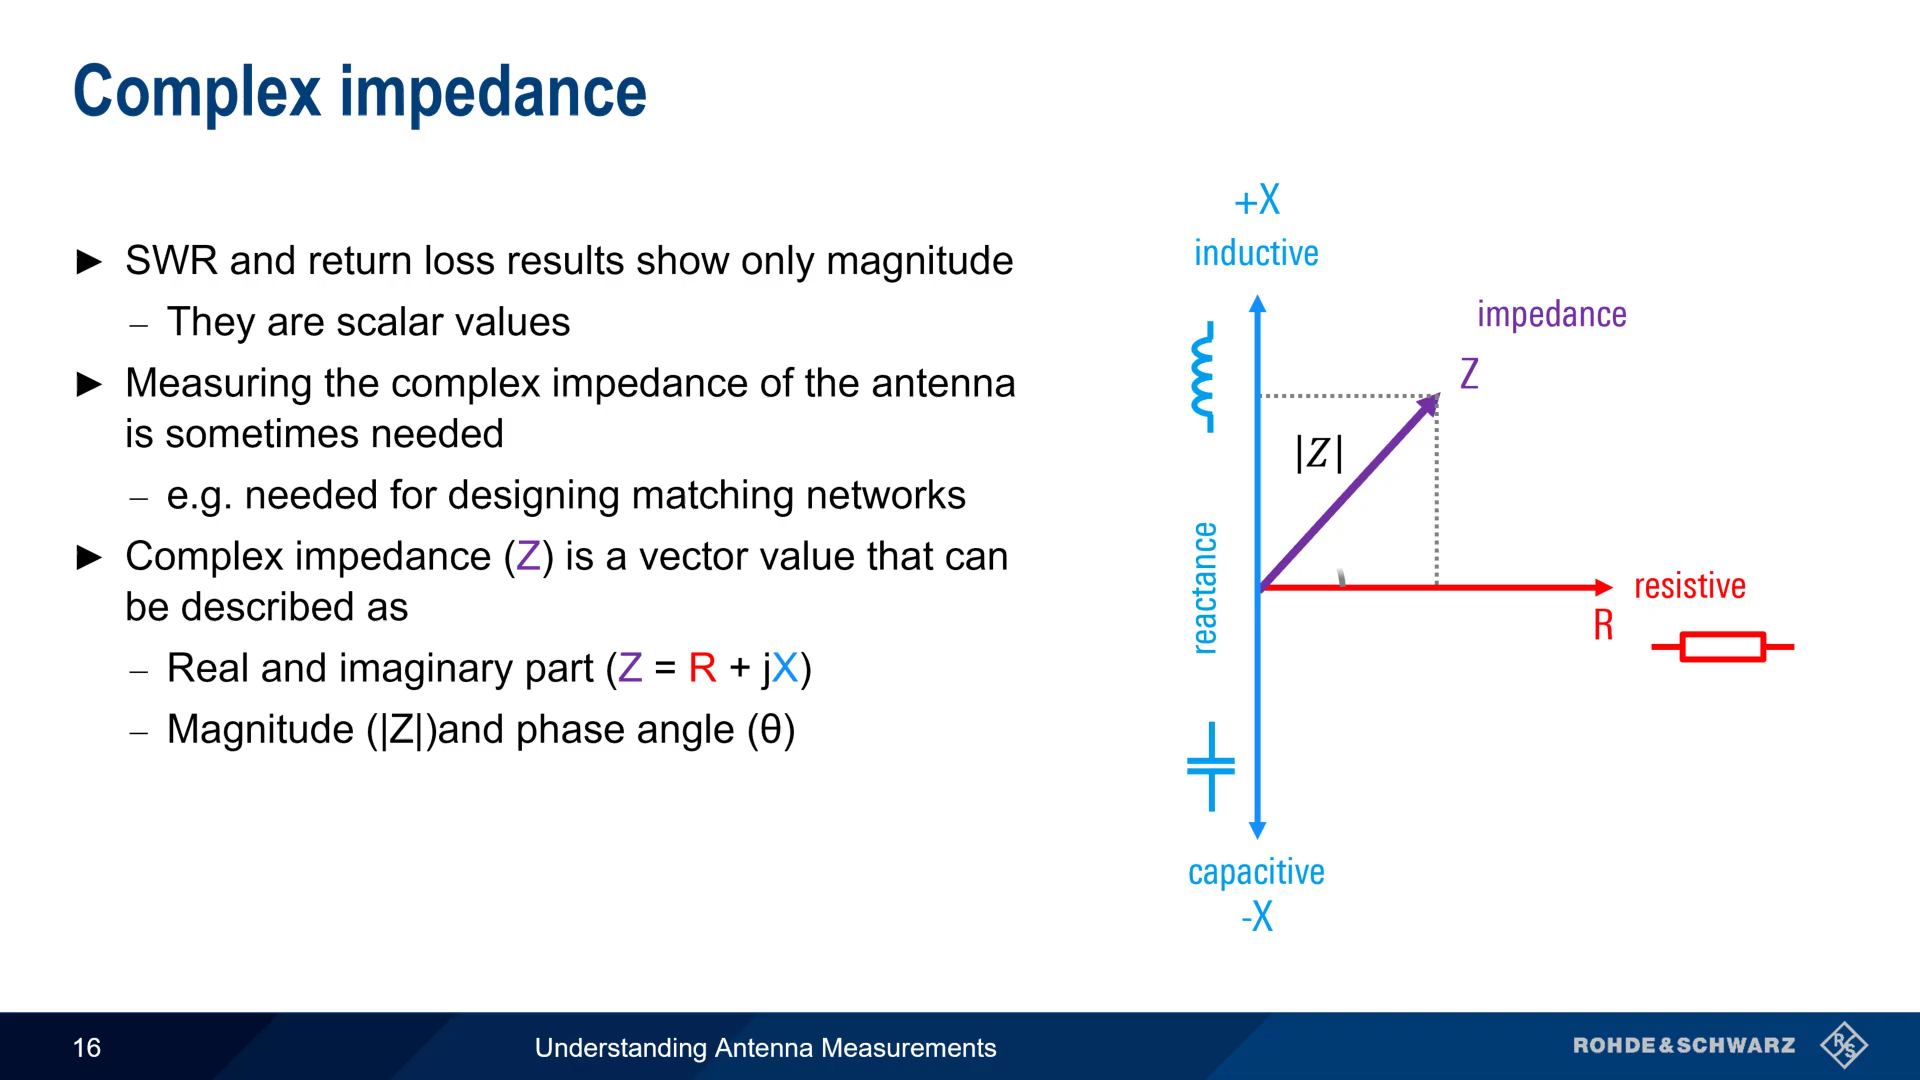 Complex impedance
► SWR and return loss results show only magnitude
– They are scalar values
► Measuring the complex impedance of the antenna
is sometimes needed
– e.g. needed for designing matching networks
► Complex impedance (Z) is a vector value that can
be described as
– Real and imaginary part (Z = R + jX)
– Magnitude (|Z|)and phase angle (θ)
+X
inductive
impedance
Z
|Z|
reactance
resistive
R
capacitive
-X
16
Understanding Antenna Measurements
ROHDE&SCHWARZ
R
S